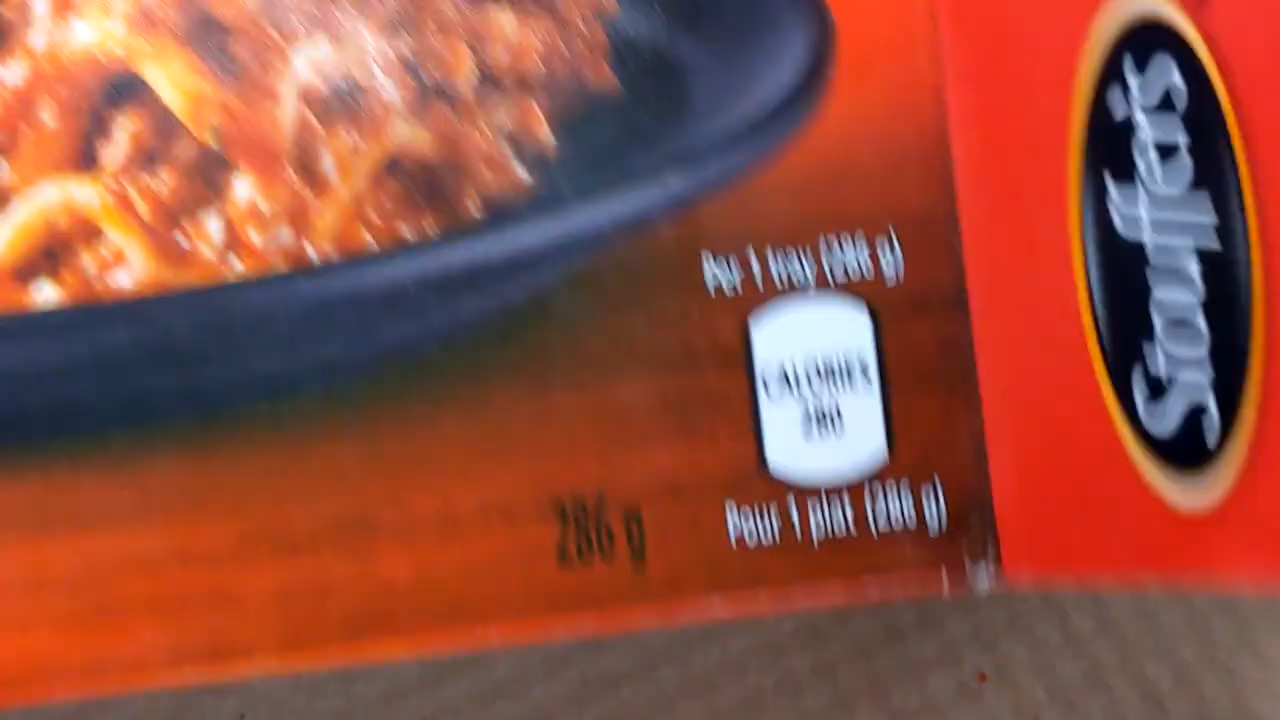 Per 1 tray (286 g)
CALORIES
280
Pour 1 plat (286 g)
286 g
Stouffer's